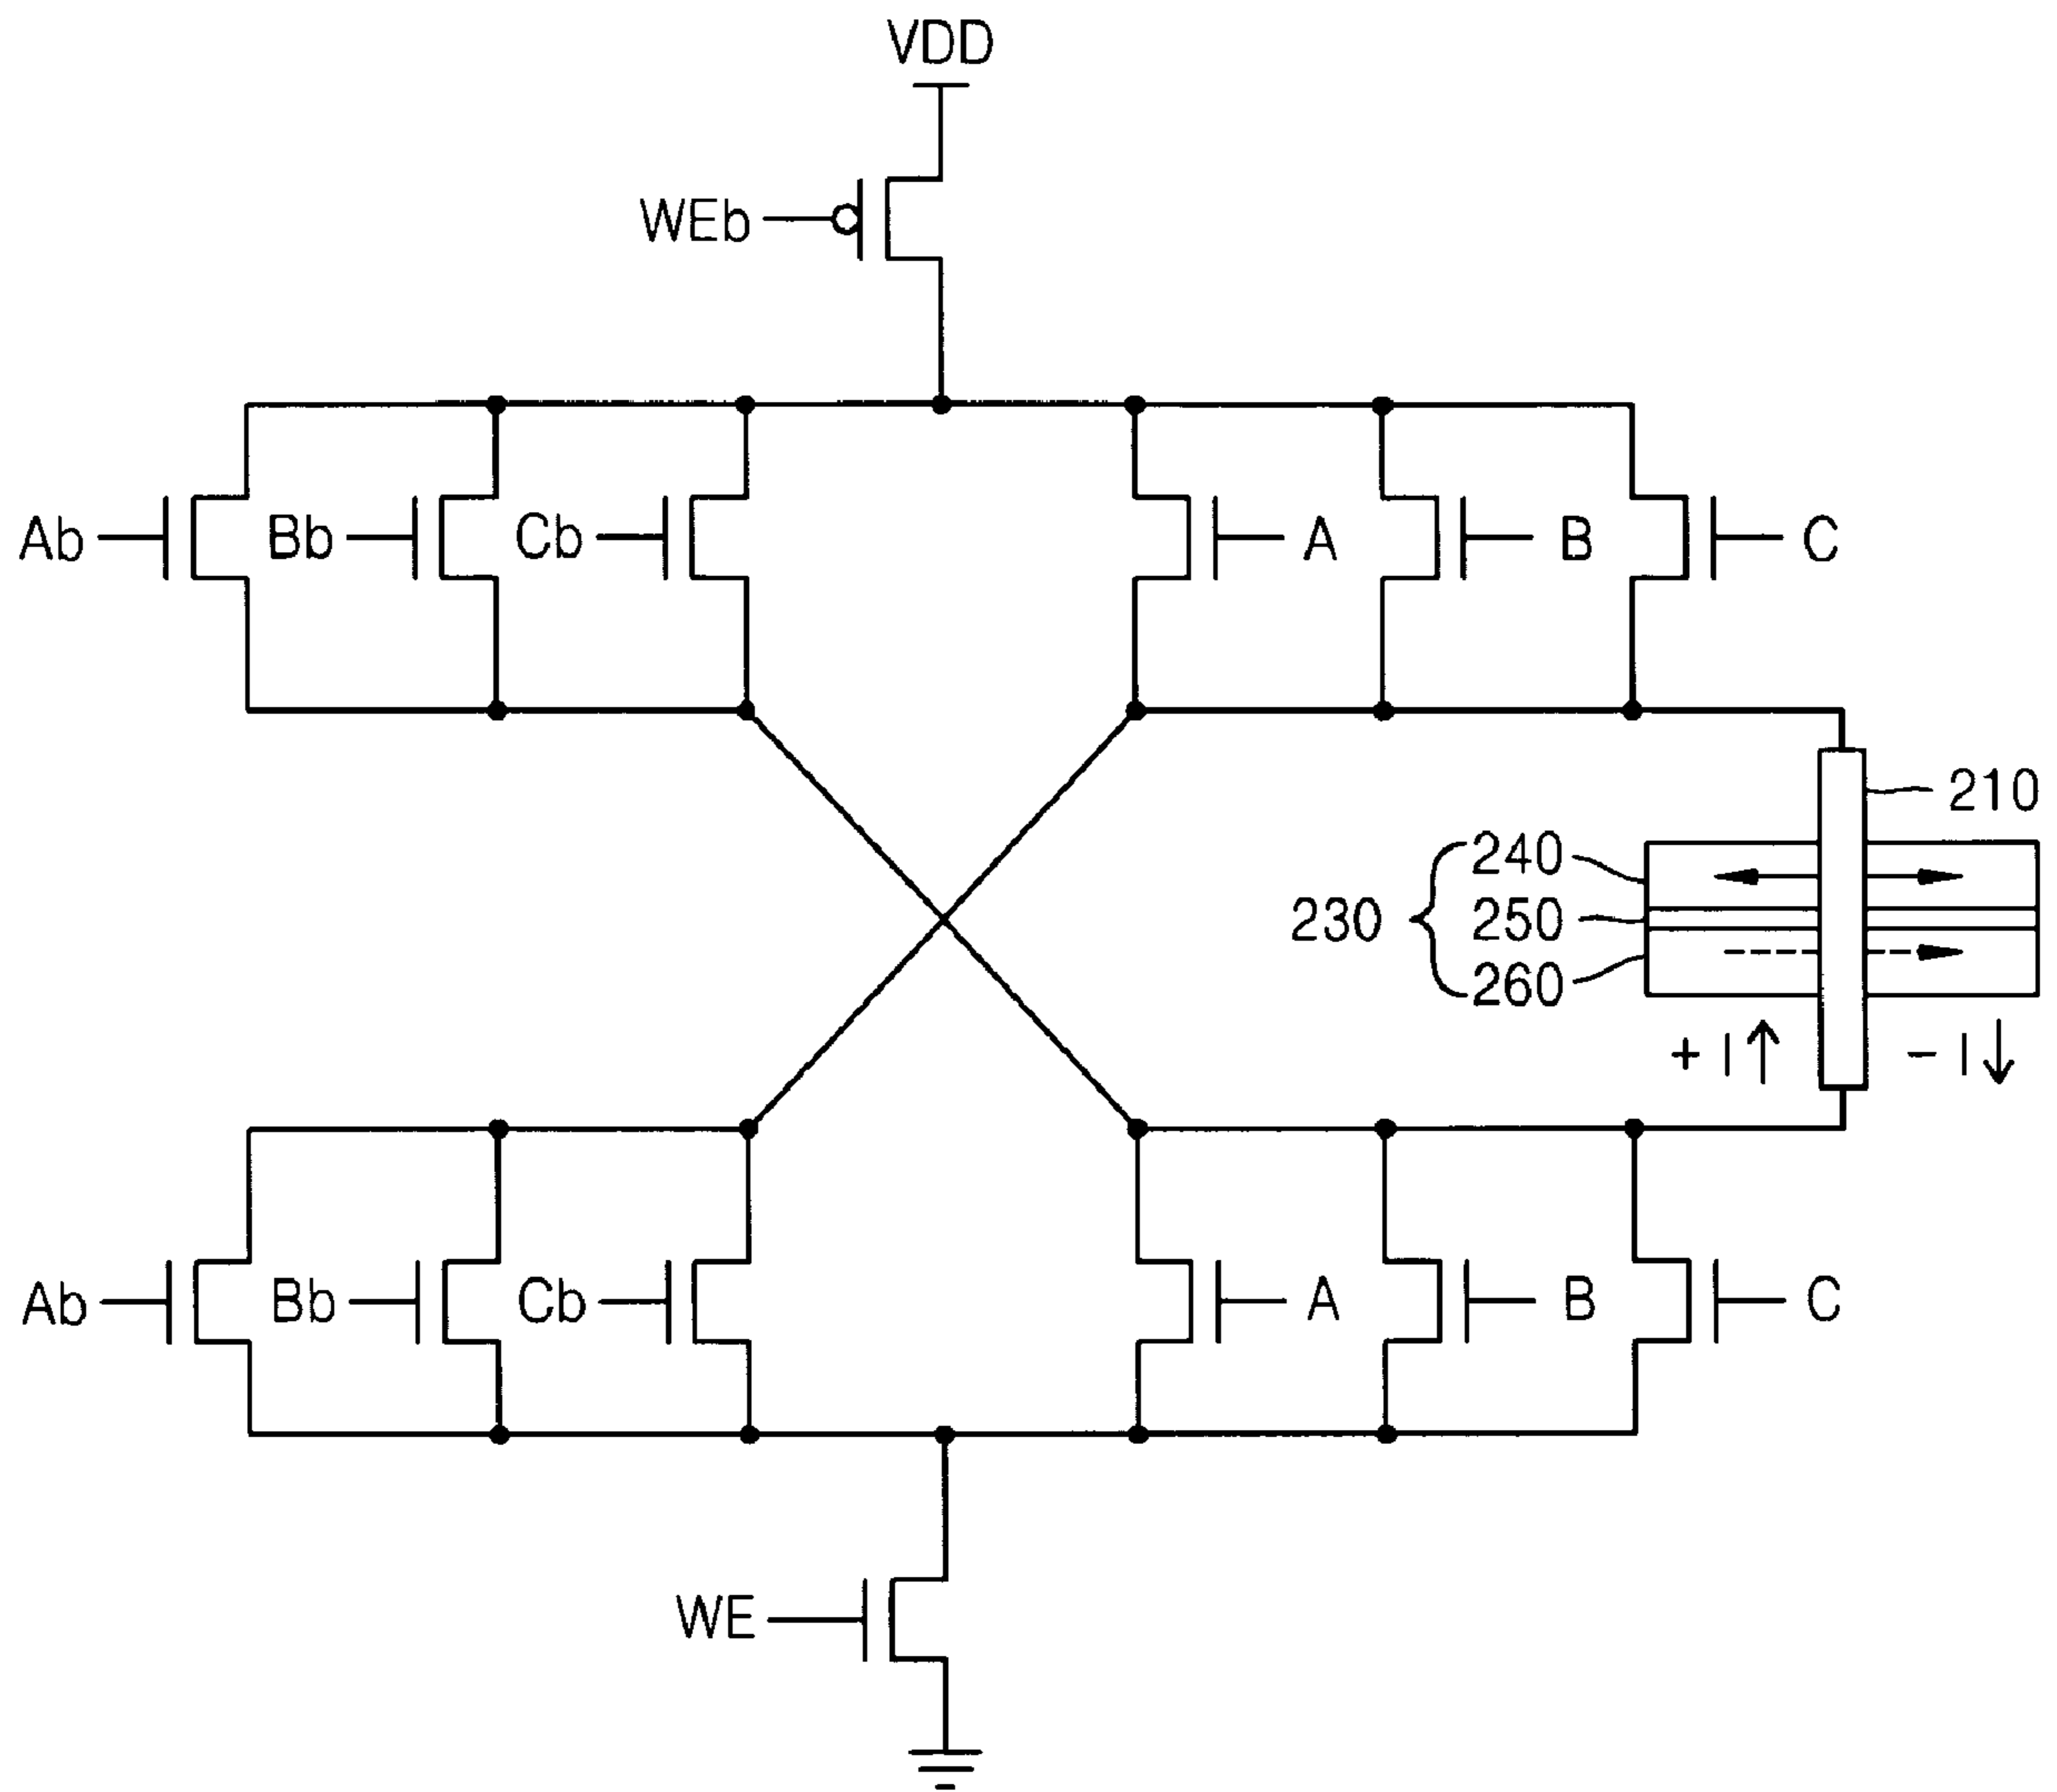 VDD
WEb
Ab Bb Cb A B C
210
240
230 250
260
+I -I
Ab Bb Cb A B C
WE